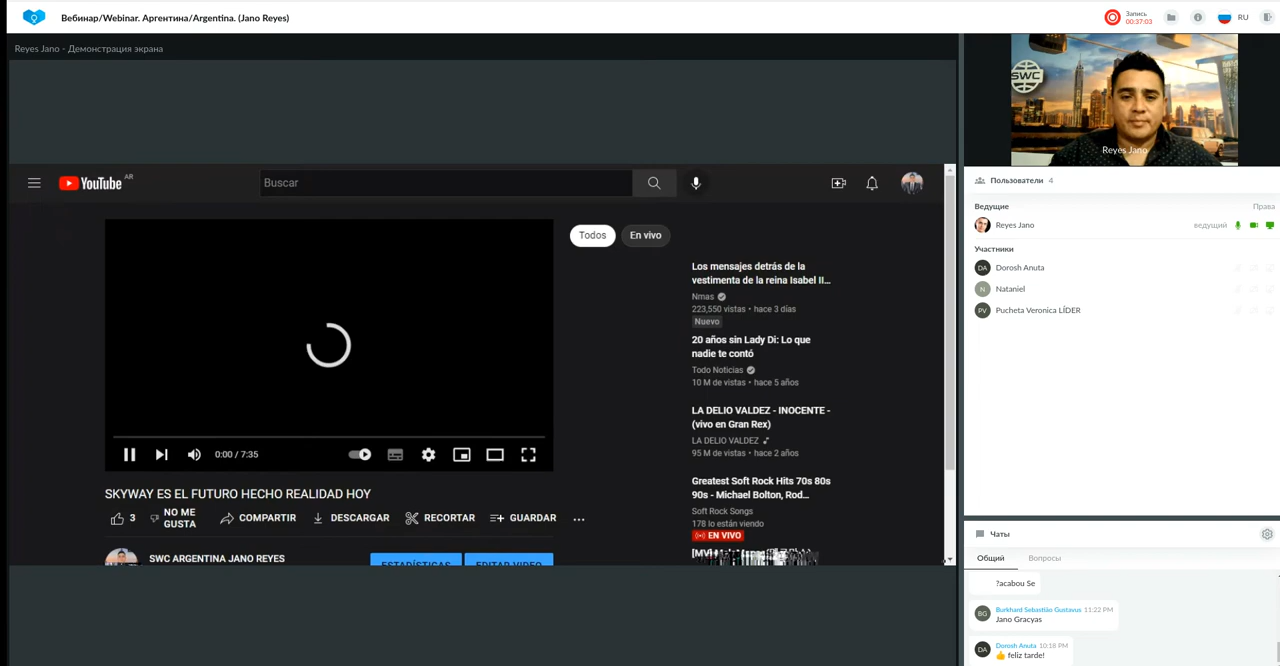 Вебинар/Webinar. Аргентина/Argentina. (Jano Reyes)
Запись
00:37:03
RU
Reyes Jano - Демонстрация экрана
YouTube AR
Buscar
Todos
En vivo
0:00 / 7:35
SKYWAY ES EL FUTURO HECHO REALIDAD HOY
3
NO ME GUSTA
COMPARTIR
DESCARGAR
RECORTAR
GUARDAR
SWC ARGENTINA JANO REYES
ESTADÍSTICAS
EDITAR VIDEO
Los mensajes detrás de la
vestimenta de la reina Isabel II...
Nmas
223,550 vistas • hace 3 días
Nuevo
20 años sin Lady Di: Lo que
nadie te contó
Todo Noticias
10 M de vistas • hace 5 años
LA DELIO VALDEZ - INOCENTE -
(vivo en Gran Rex)
LA DELIO VALDEZ
95 M de vistas • hace 2 años
Greatest Soft Rock Hits 70s 80s
90s - Michael Bolton, Rod...
Soft Rock Songs
178 lo están viendo
EN VIVO
SWC
Reyes Jano
Пользователи 4
Ведущие
Права
Reyes Jano
ведущий
Участники
DA Dorosh Anuta
N Nataniel
PV Pucheta Veronica LÍDER
Чаты
Общий
Вопросы
?acabou Se
BG Burkhard Sebastião Gustavus 11:22 PM
Jano Gracyas
DA Dorosh Anuta 10:18 PM
👍 feliz tarde!